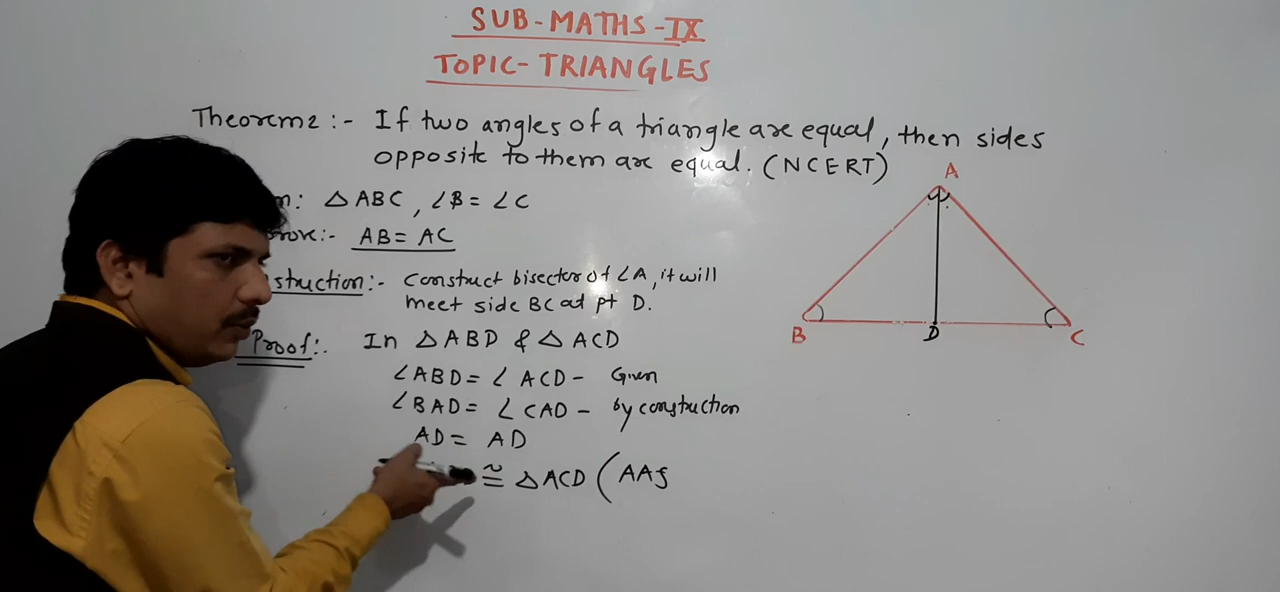 SUB-MATHS-IX
TOPIC-TRIANGLES
Theorem2:- If two angles of a triangle are equal, then sides
opposite to them are equal. (NCERT)
△ABC, ∠B = ∠C
:- AB = AC
:- Construct bisector of ∠A, it will
meet side BC at pt D.
Proof:- In △ABD & △ACD
∠ABD = ∠ACD - Given
∠BAD = ∠CAD - by construction
AD = AD
≅ △ACD (AAS
A
B
D
C